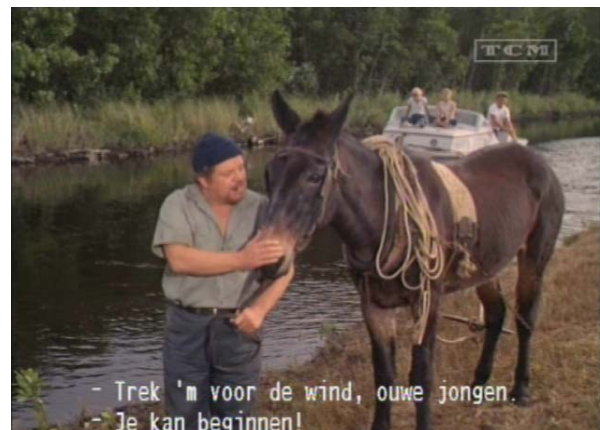 TCM
- Trek 'm voor de wind, ouwe jongen.
- Je kan beginnen!